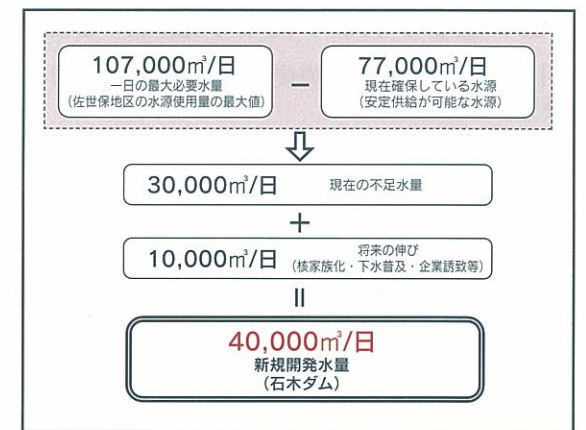 107,000㎥/日
一日の最大必要水量
(佐世保地区の水源使用量の最大値)
−
77,000㎥/日
現在確保している水源
(安定供給が可能な水源)
30,000㎥/日 現在の不足水量
＋
10,000㎥/日 将来の伸び
(核家族化・下水普及・企業誘致等)
＝
40,000㎥/日
新規開発水量
(石木ダム)